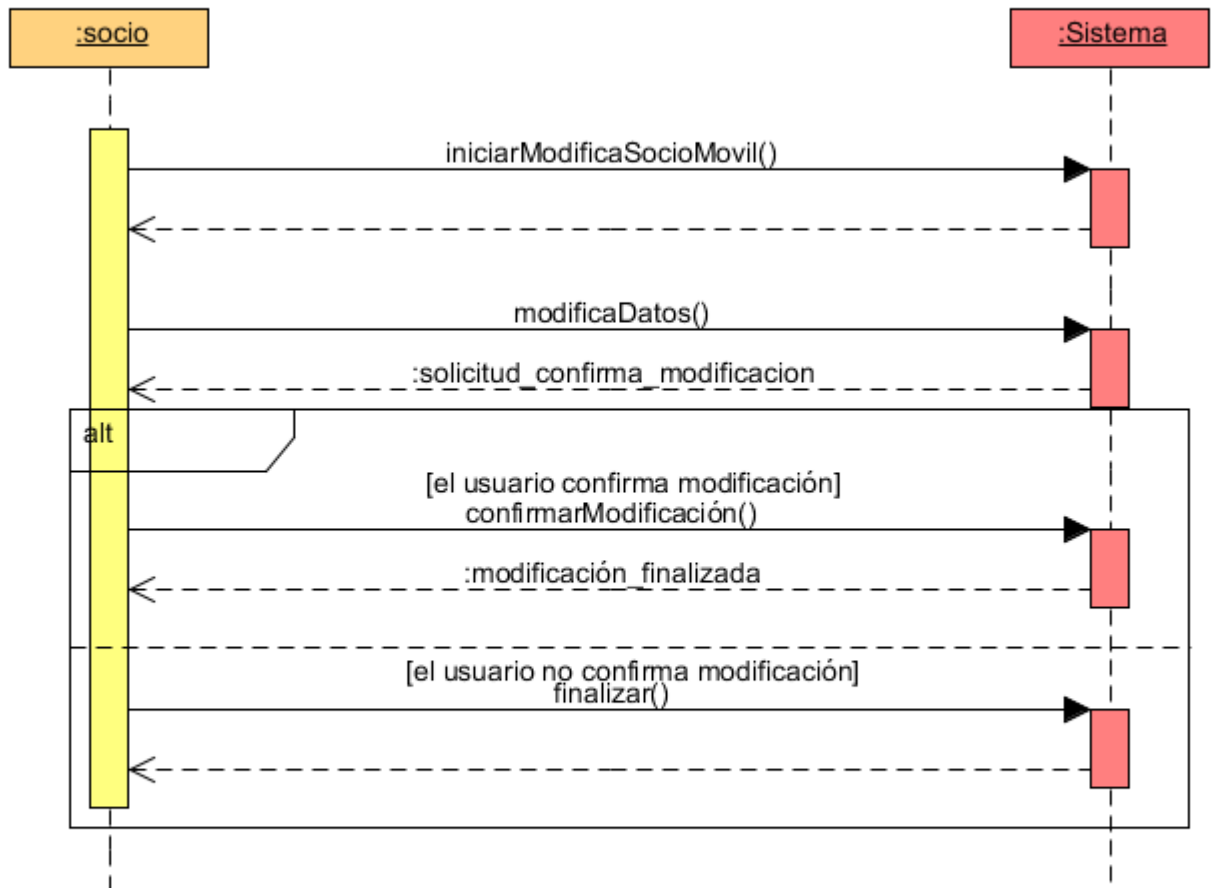 :socio
:Sistema
iniciarModificaSocioMovil()
modificaDatos()
:solicitud_confirma_modificacion
alt
[el usuario confirma modificación]
confirmarModificación()
:modificación_finalizada
[el usuario no confirma modificación]
finalizar()